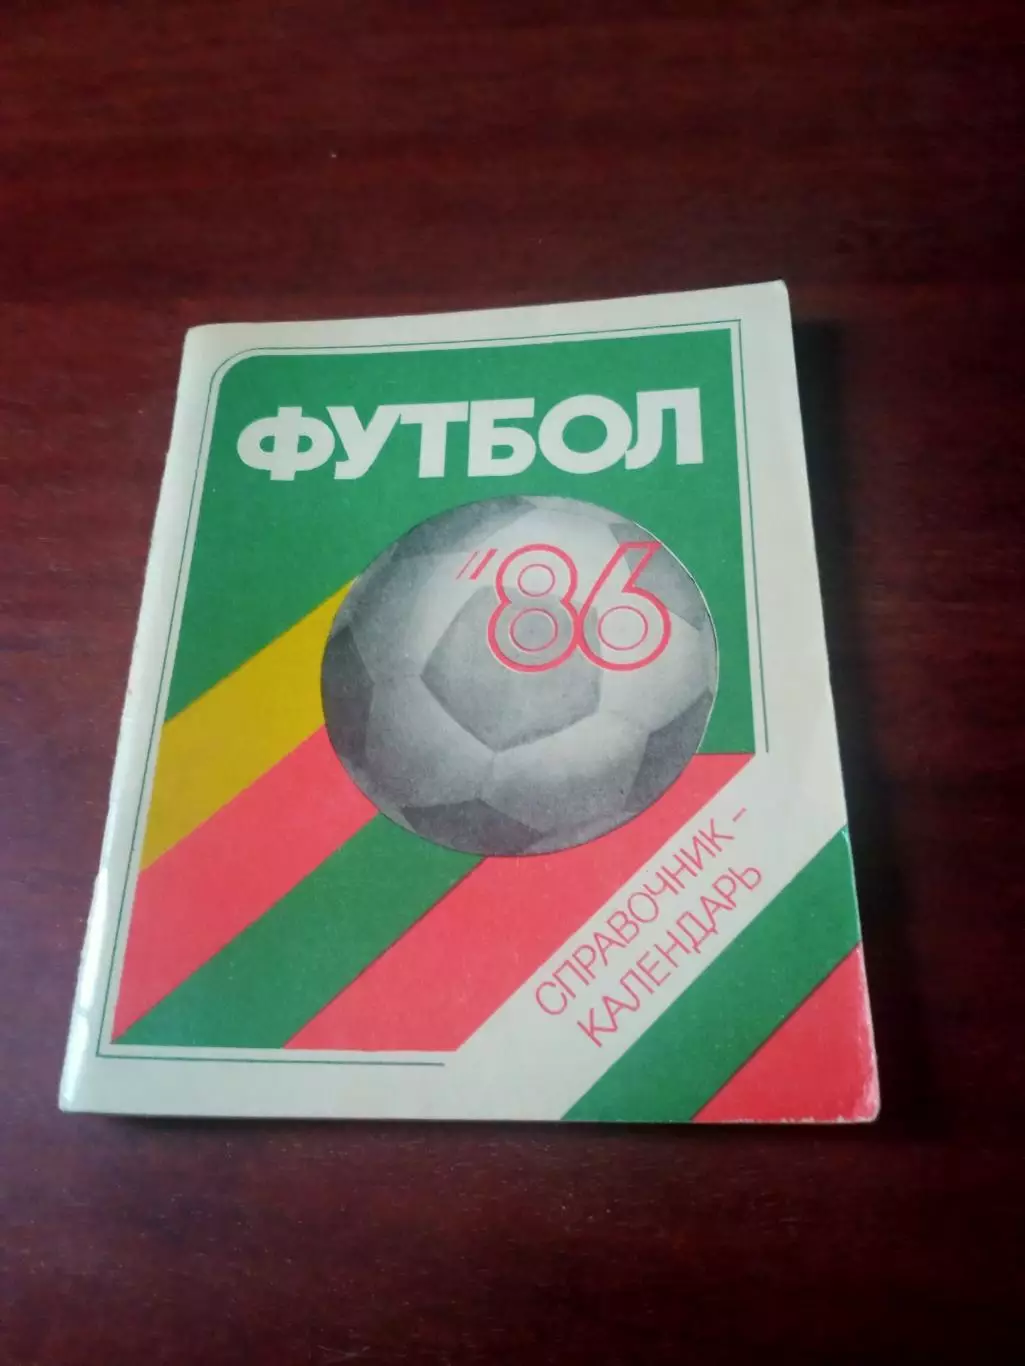 ФУТБОЛ
"86
СПРАВОЧНИК-
КАЛЕНДАРЬ